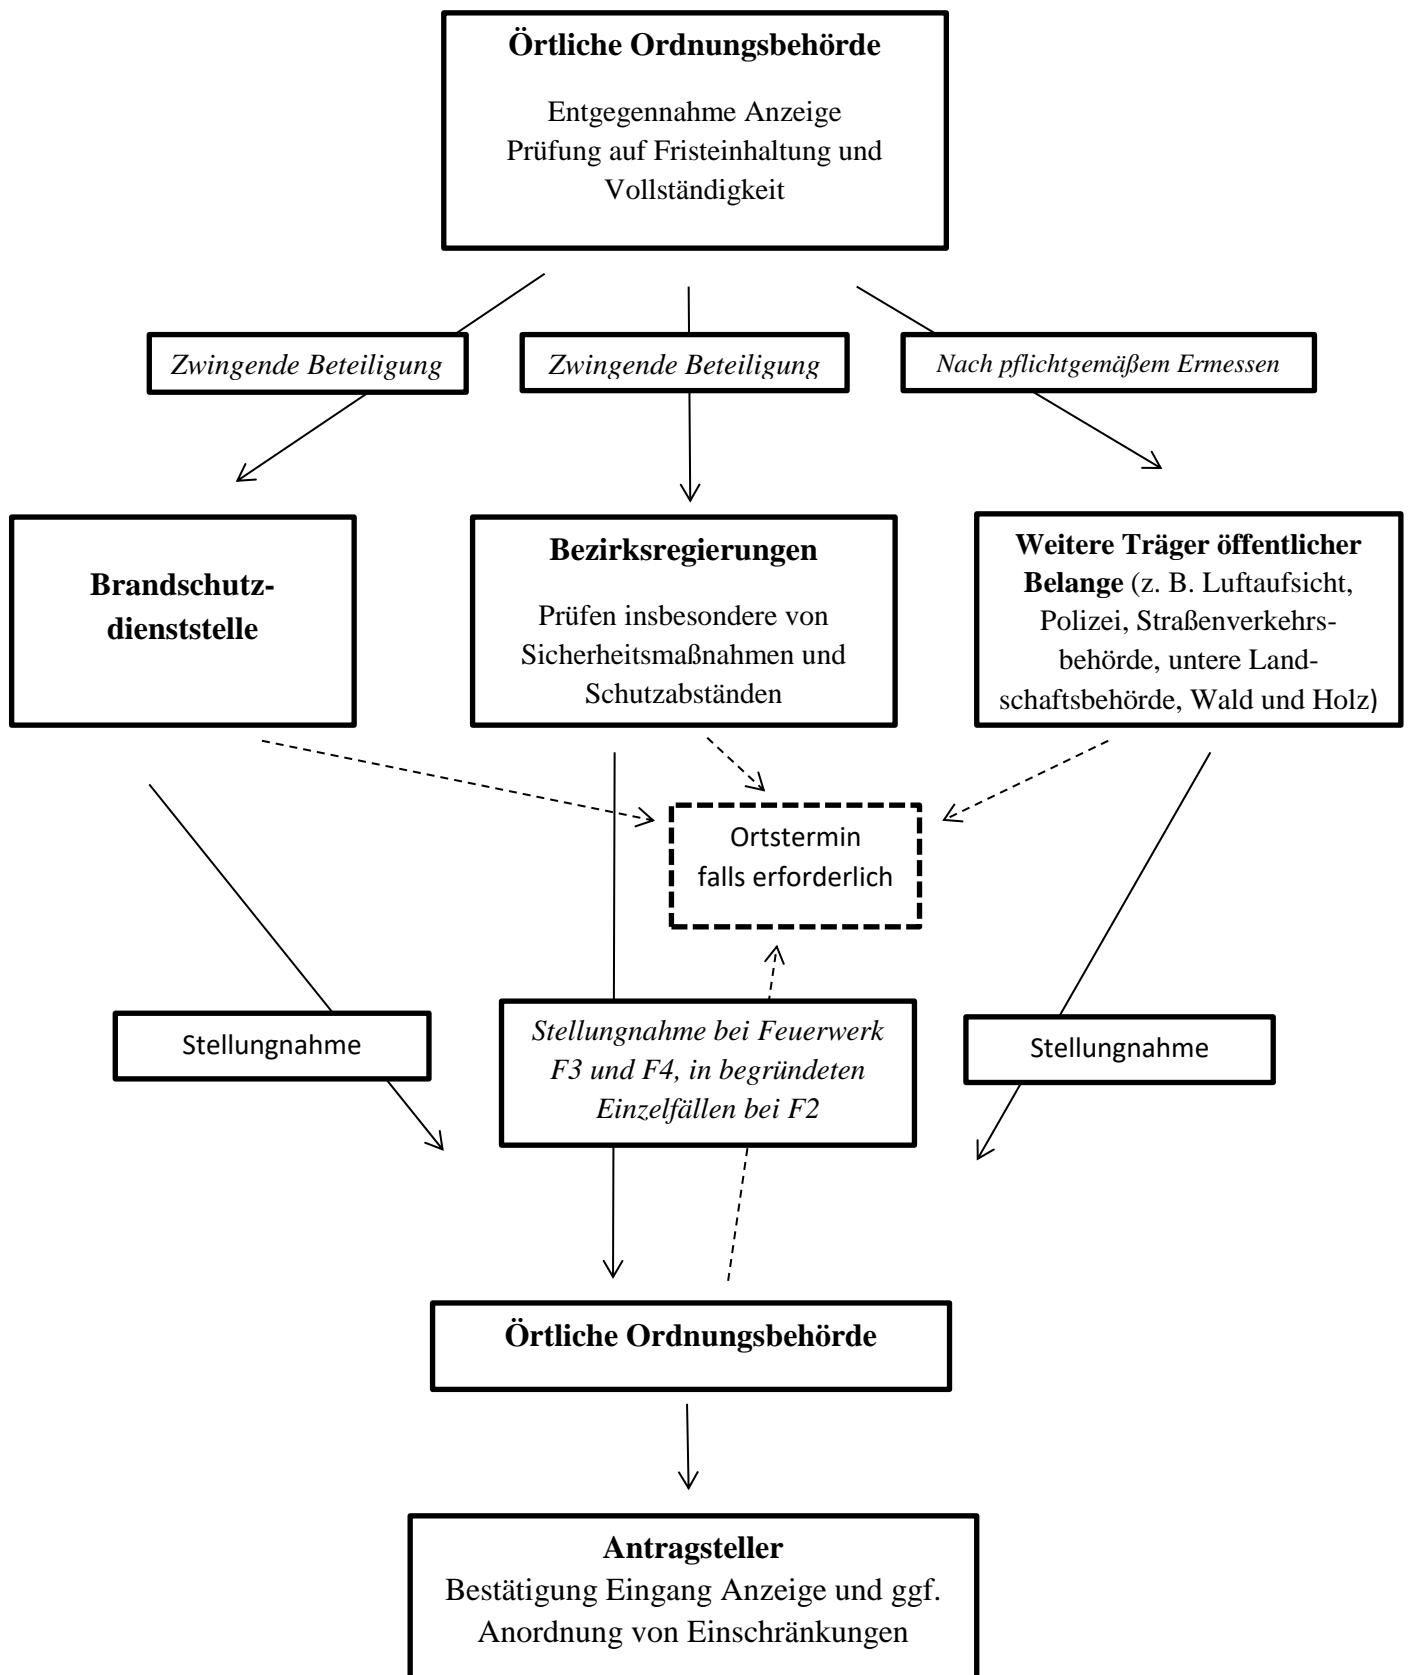 Örtliche Ordnungsbehörde
Entgegennahme Anzeige
Prüfung auf Fristeinhaltung und
Vollständigkeit
Zwingende Beteiligung
Zwingende Beteiligung
Nach pflichtgemäßem Ermessen
Brandschutz-
dienststelle
Bezirksregierungen
Prüfen insbesondere von
Sicherheitsmaßnahmen und
Schutzabständen
Weitere Träger öffentlicher
Belange (z. B. Luftaufsicht,
Polizei, Straßenverkehrs-
behörde, untere Land-
schaftsbehörde, Wald und Holz)
Ortstermin
falls erforderlich
Stellungnahme
Stellungnahme bei Feuerwerk
F3 und F4, in begründeten
Einzelfällen bei F2
Stellungnahme
Örtliche Ordnungsbehörde
Antragsteller
Bestätigung Eingang Anzeige und ggf.
Anordnung von Einschränkungen